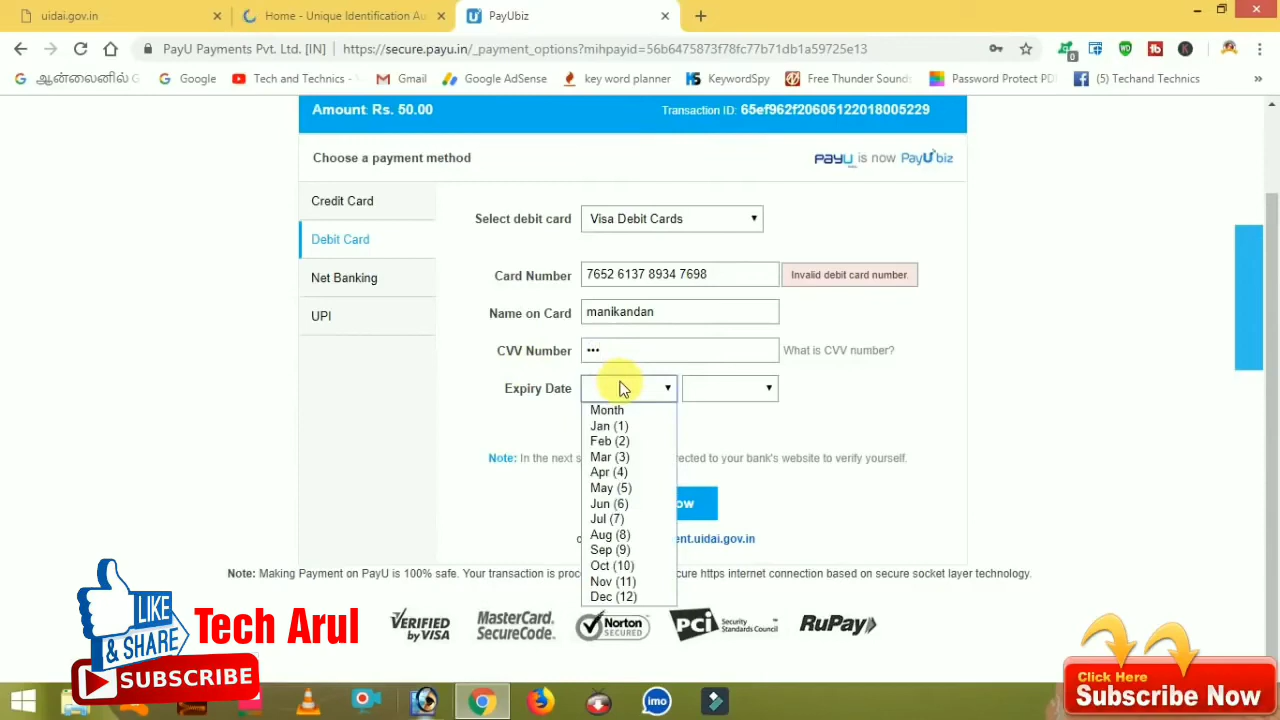 uidai.gov.in
Home - Unique Identification Au
PayUbiz
PayU Payments Pvt. Ltd. [IN]
https://secure.payu.in/_payment_options?mihpayid=56b6475873f78fc77b71db1a59725e13
0
ஆன்லைனில் G
Google
Tech and Technics -
Gmail
Google AdSense
key word planner
KeywordSpy
Free Thunder Sound
Password Protect PD
(5) Techand Technics
»
Amount: Rs. 50.00
Transaction ID: 65ef962f20605122018005229
Choose a payment method
PayU is now PayUbiz
Credit Card
Debit Card
Net Banking
UPI
Select debit card
Visa Debit Cards
Card Number
7652 6137 8934 7698
Invalid debit card number.
Name on Card
manikandan
CVV Number
•••
What is CVV number?
Expiry Date
Month
Jan (1)
Feb (2)
Mar (3)
Apr (4)
May (5)
Jun (6)
Jul (7)
Aug (8)
Sep (9)
Oct (10)
Nov (11)
Dec (12)
Note: In the next s
ected to your bank's website to verify yourself.
ow
ent.uidai.gov.in
Note: Making Payment on PayU is 100% safe. Your transaction is proc
cure https internet connection based on secure socket layer technology.
LIKE
& SHARE
Tech Arul
SUBSCRIBE
VERIFIED
by VISA
MasterCard.
SecureCode.
Norton
SECURED
PCI
Security
Standards Council
RuPay
Click Here
Subscribe Now
imo